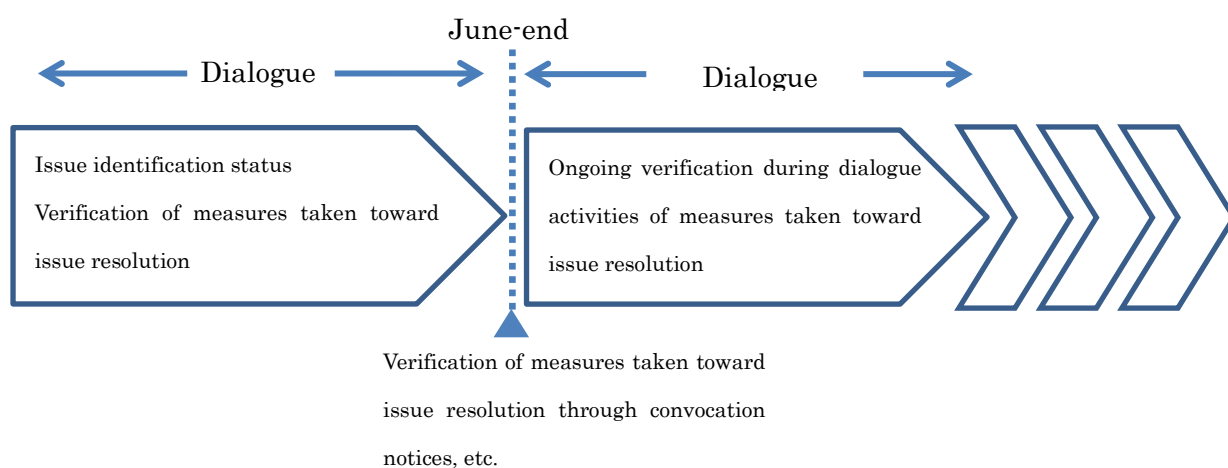 June-end
Dialogue
Dialogue
Issue identification status
Verification of measures taken toward
issue resolution
Ongoing verification during dialogue
activities of measures taken toward
issue resolution
Verification of measures taken toward
issue resolution through convocation
notices, etc.